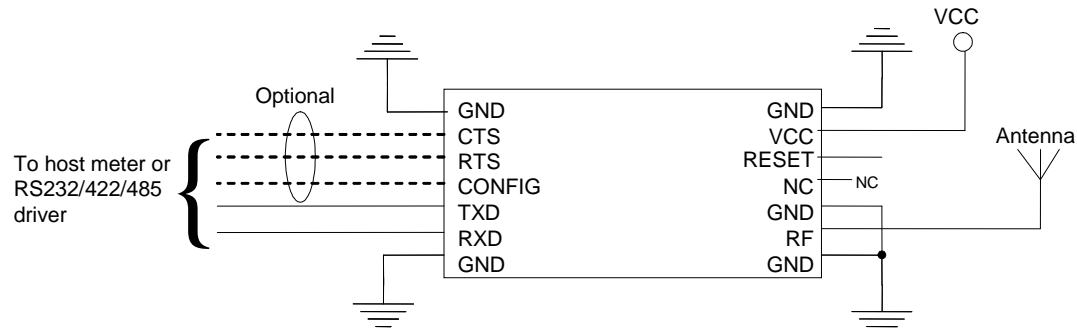 VCC
Optional
GND
CTS
RTS
CONFIG
TXD
RXD
GND
GND
VCC
RESET
NC
GND
RF
GND
NC
Antenna
To host meter or
RS232/422/485
driver